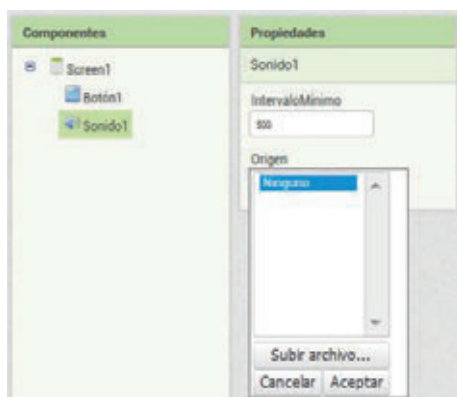 Componentes
Screen1
Botón1
Sonido1
Propiedades
Sonido1
IntervaloMínimo
500
Origen
Ninguno
Subir archivo...
Cancelar Aceptar